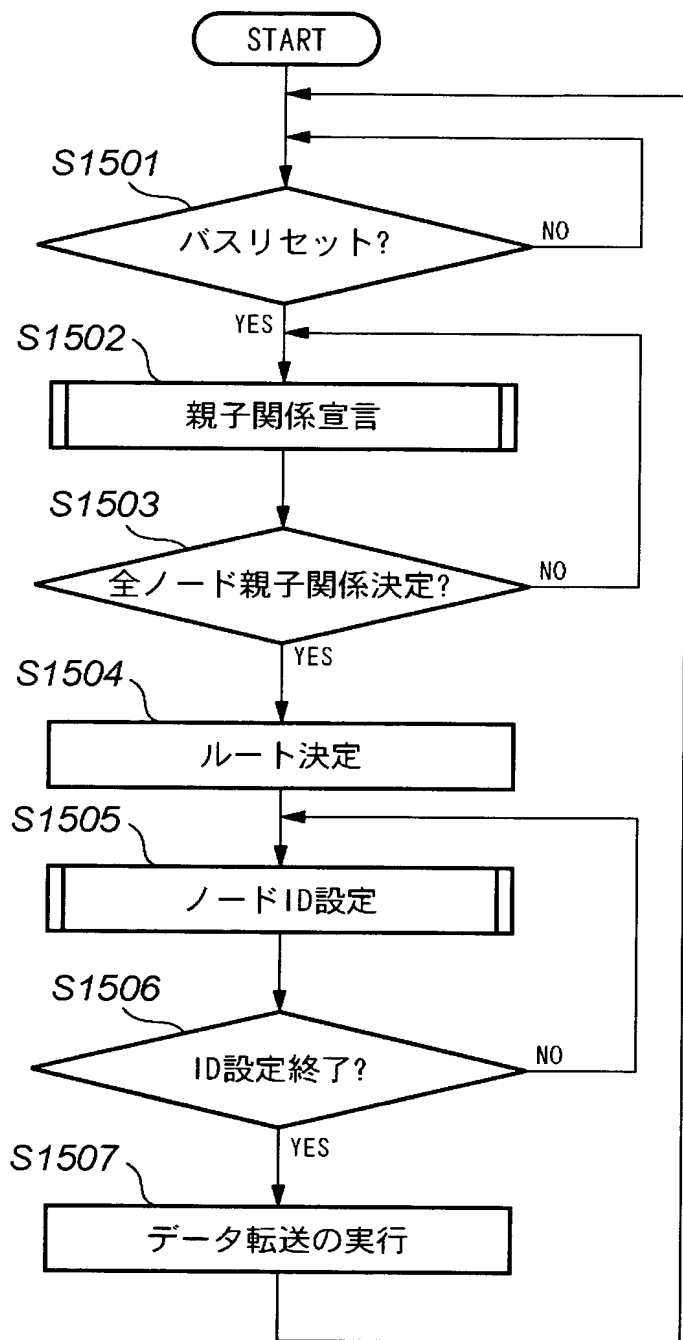 START
S1501
バスリセット?
NO
YES
S1502
親子関係宣言
S1503
全ノード親子関係決定?
NO
YES
S1504
ルート決定
S1505
ノードID設定
S1506
ID設定終了?
NO
YES
S1507
データ転送の実行